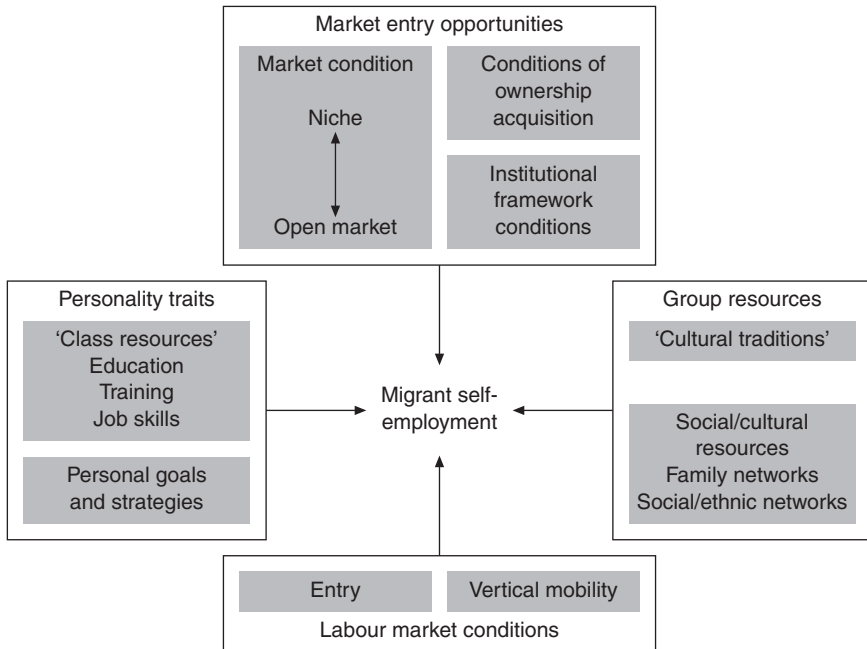 Market entry opportunities
Market condition
Niche
Open market
Conditions of
ownership
acquisition
Institutional
framework
conditions
Personality traits
‘Class resources’
Education
Training
Job skills
Personal goals
and strategies
Migrant self-
employment
Group resources
‘Cultural traditions’
Social/cultural
resources
Family networks
Social/ethnic networks
Entry
Vertical mobility
Labour market conditions